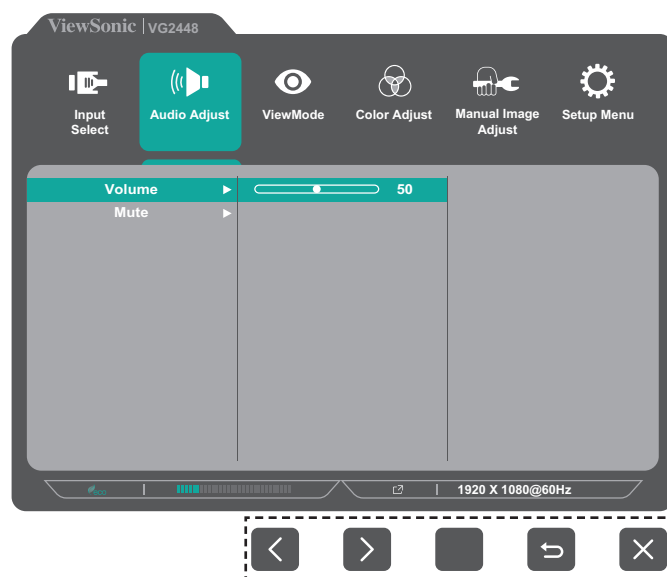 ViewSonic | VG2448
Input Select
Audio Adjust
ViewMode
Color Adjust
Manual Image Adjust
Setup Menu
Volume
50
Mute
ecc
1920 X 1080@60Hz